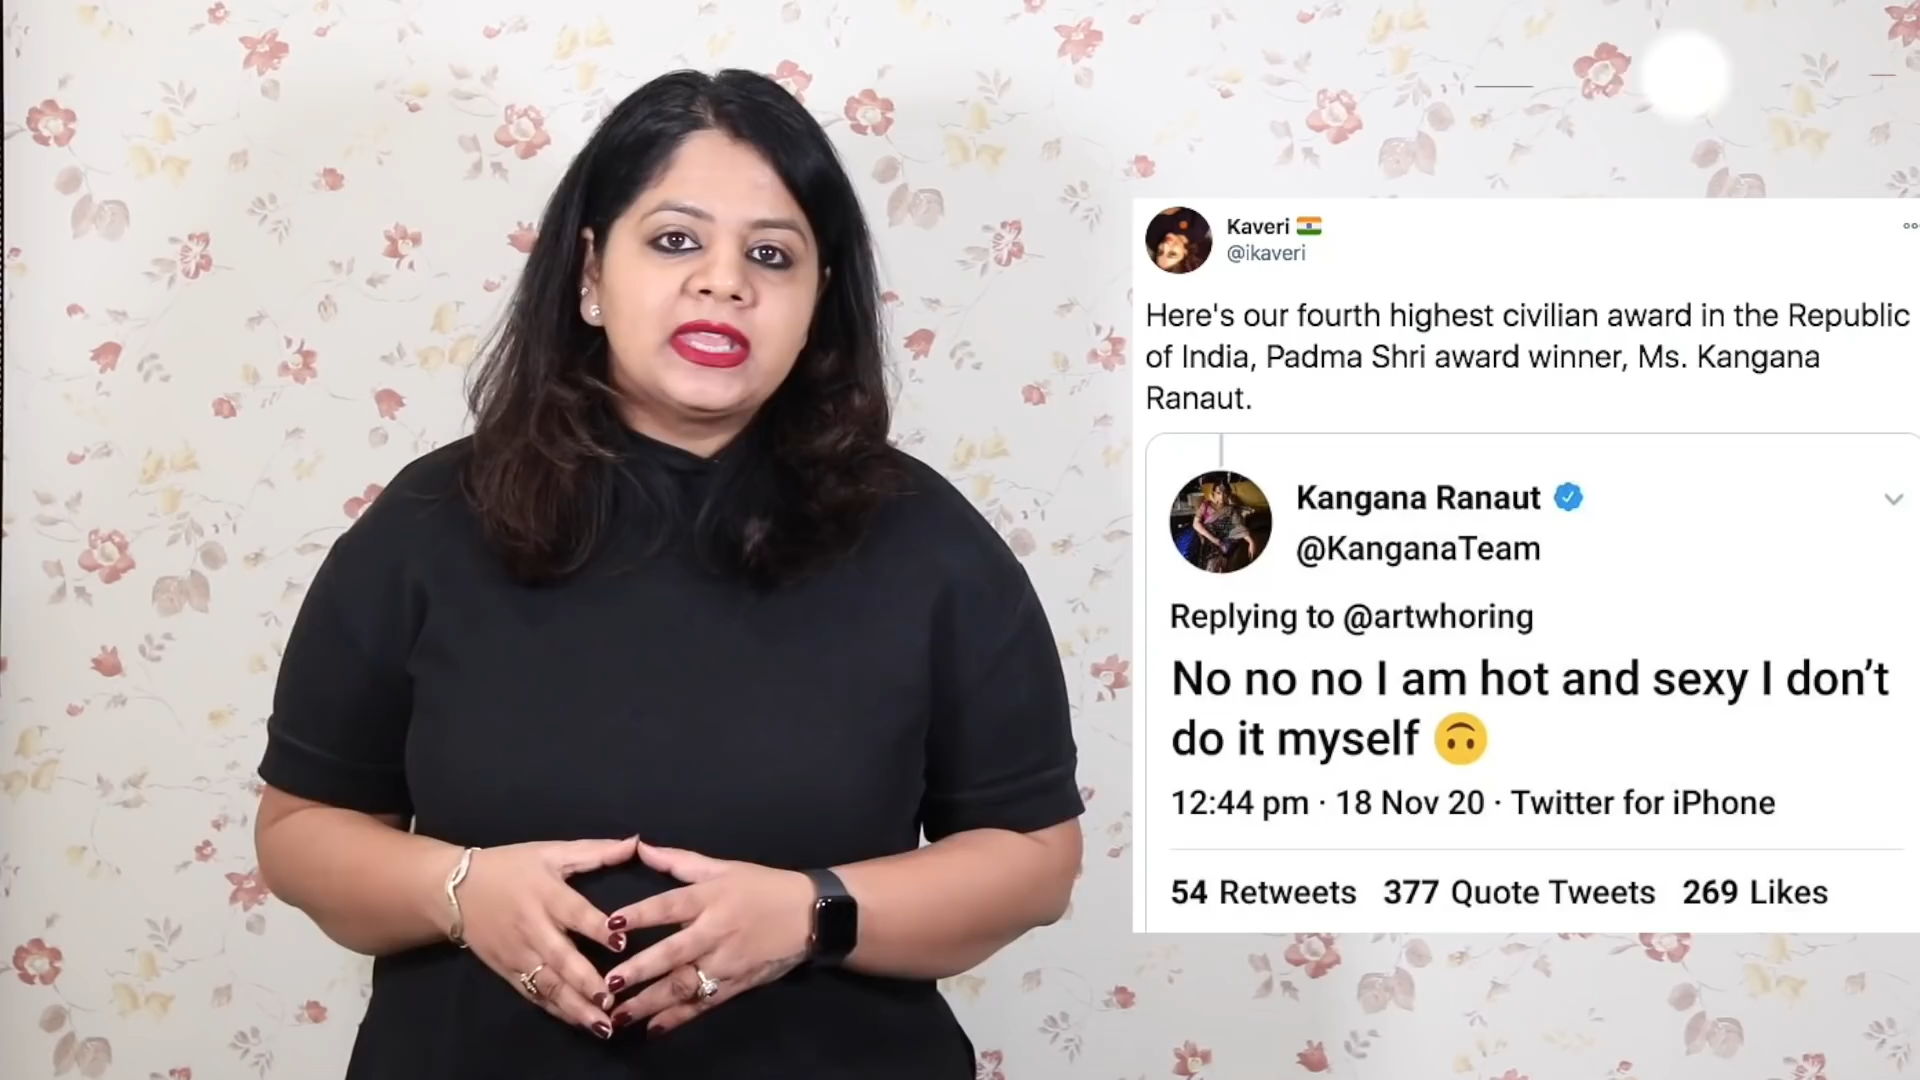 Kaveri 🇮🇳
@ikaveri
Here's our fourth highest civilian award in the Republic
of India, Padma Shri award winner, Ms. Kangana
Ranaut.
Kangana Ranaut
@KanganaTeam
Replying to @artwhoring
No no no I am hot and sexy I don’t
do it myself 🙃
12:44 pm · 18 Nov 20 · Twitter for iPhone
54 Retweets 377 Quote Tweets 269 Likes